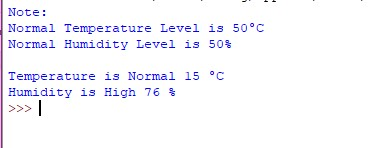 Note:
Normal Temperature Level is 50°C
Normal Humidity Level is 50%
Temperature is Normal 15 °C
Humidity is High 76 %
>>>